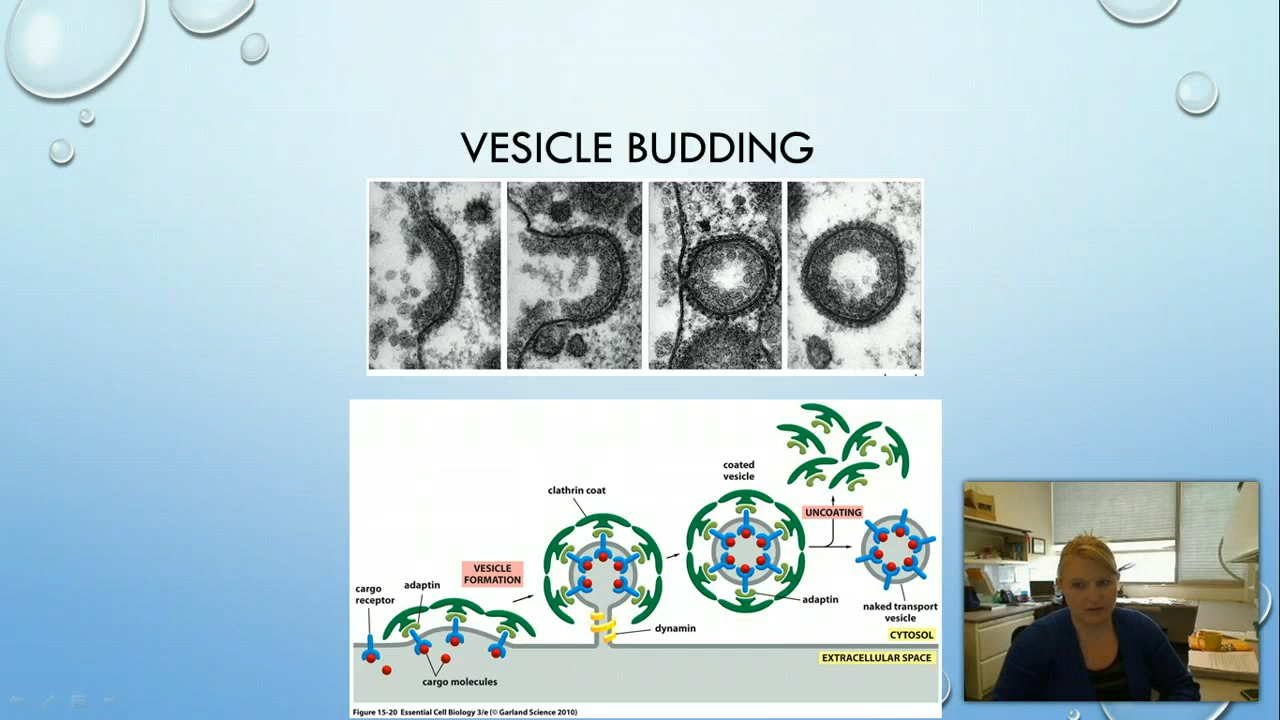 VESICLE BUDDING
coated
vesicle
clathrin coat
UNCOATING
VESICLE
FORMATION
cargo
receptor
adaptin
adaptin
naked transport
vesicle
dynamin
CYTOSOL
EXTRACELLULAR SPACE
cargo molecules
Figure 15-20 Essential Cell Biology 3/e (© Garland Science 2010)